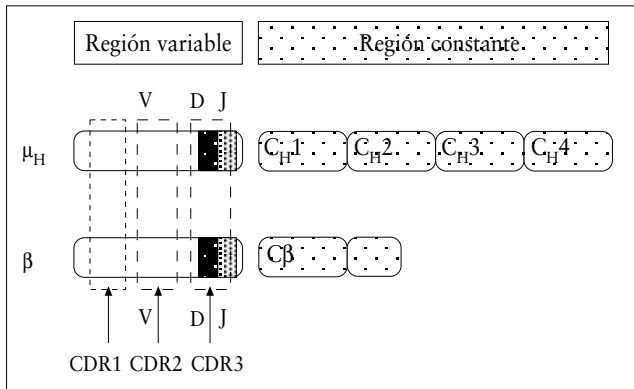 Región variable Región constante
V D J
μH CH1 CH2 CH3 CH4
β Cβ
V D J
CDR1 CDR2 CDR3